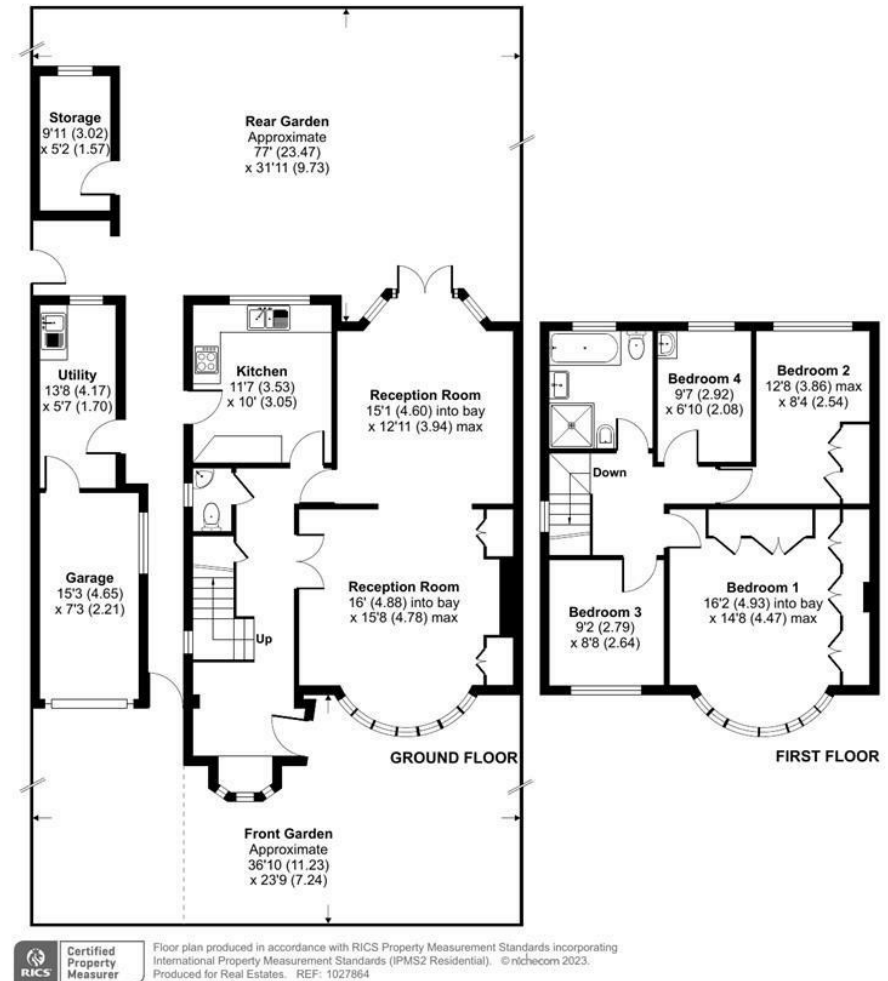 Storage
9'11 (3.02)
x 5'2 (1.57)
Rear Garden
Approximate
77' (23.47)
x 31'11 (9.73)
Utility
13'8 (4.17)
x 5'7 (1.70)
Kitchen
11'7 (3.53)
x 10' (3.05)
Reception Room
15'1 (4.60) into bay
x 12'11 (3.94) max
Bedroom 4
9'7 (2.92)
x 6'10 (2.08)
Bedroom 2
12'8 (3.86) max
x 8'4 (2.54)
Down
Garage
15'3 (4.65)
x 7'3 (2.21)
Up
Reception Room
16' (4.88) into bay
x 15'8 (4.78) max
Bedroom 3
9'2 (2.79)
x 8'8 (2.64)
Bedroom 1
16'2 (4.93) into bay
x 14'8 (4.47) max
GROUND FLOOR
FIRST FLOOR
Front Garden
Approximate
36'10 (11.23)
x 23'9 (7.24)
RICS
Certified
Property
Measurer
Floor plan produced in accordance with RICS Property Measurement Standards incorporating
International Property Measurement Standards (IPMS2 Residential). © nichecom 2023.
Produced for Real Estates. REF: 1027864